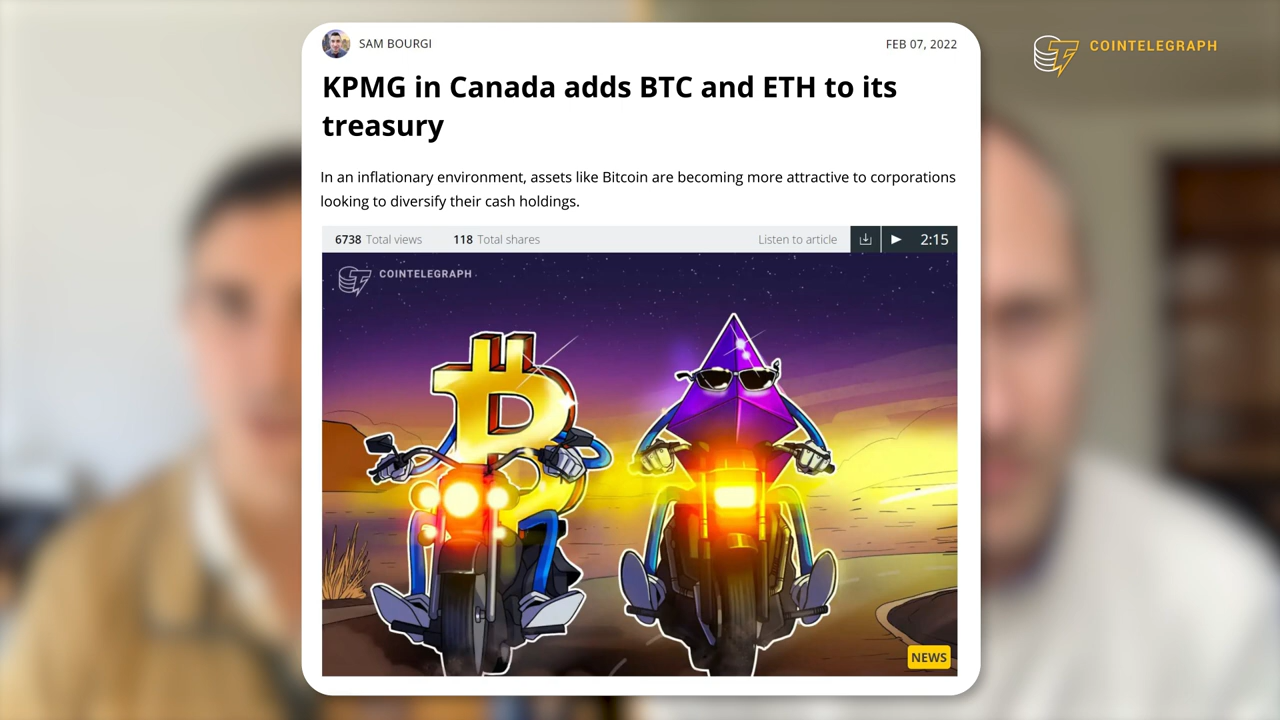 SAM BOURGI
FEB 07, 2022
COINTELEGRAPH
KPMG in Canada adds BTC and ETH to its
treasury
In an inflationary environment, assets like Bitcoin are becoming more attractive to corporations
looking to diversify their cash holdings.
6738 Total views 118 Total shares Listen to article 2:15
COINTELEGRAPH
NEWS